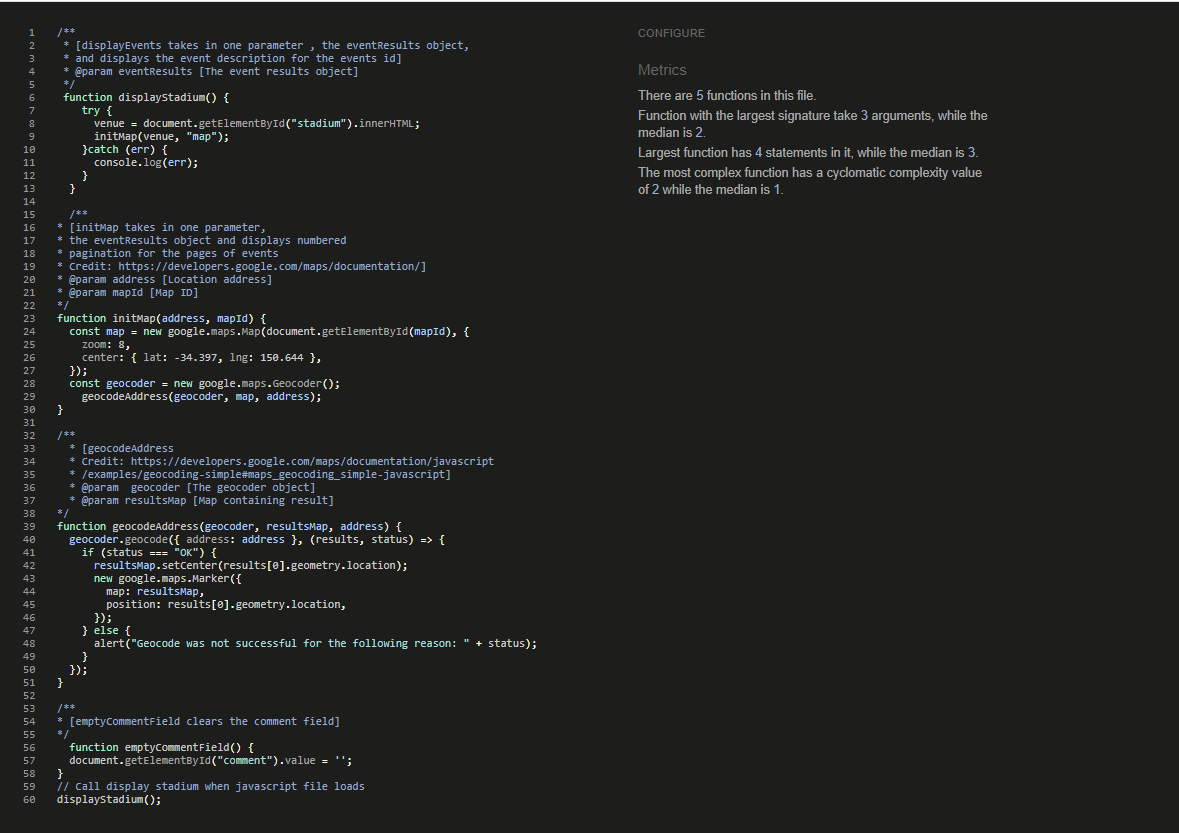 1 /**
2 * [displayEvents takes in one parameter , the eventResults object,
3 * and displays the event description for the events id]
4 * @param eventResults [The event results object]
5 */
6 function displayStadium() {
7 try {
8 venue = document.getElementById("stadium").innerHTML;
9 initMap(venue, "map");
10 }catch (err) {
11 console.log(err);
12 }
13 }
14
15 /**
16 * [initMap takes in one parameter,
17 * the eventResults object and displays numbered
18 * pagination for the pages of events
19 * Credit: https://developers.google.com/maps/documentation/]
20 * @param address [Location address]
21 * @param mapId [Map ID]
22 */
23 function initMap(address, mapId) {
24 const map = new google.maps.Map(document.getElementById(mapId), {
25 zoom: 8,
26 center: { lat: -34.397, lng: 150.644 },
27 });
28 const geocoder = new google.maps.Geocoder();
29 geocodeAddress(geocoder, map, address);
30 }
31
32 /**
33 * [geocodeAddress
34 * Credit: https://developers.google.com/maps/documentation/javascript
35 * /examples/geocoding-simple#maps_geocoding_simple-javascript]
36 * @param  geocoder [The geocoder object]
37 * @param resultsMap [Map containing result]
38 */
39 function geocodeAddress(geocoder, resultsMap, address) {
40 geocoder.geocode({ address: address }, (results, status) => {
41 if (status === "OK") {
42 resultsMap.setCenter(results[0].geometry.location);
43 new google.maps.Marker({
44 map: resultsMap,
45 position: results[0].geometry.location,
46 });
47 } else {
48 alert("Geocode was not successful for the following reason: " + status);
49 }
50 });
51 }
52
53 /**
54 * [emptyCommentField clears the comment field]
55 */
56 function emptyCommentField() {
57 document.getElementById("comment").value = '';
58 }
59 // Call display stadium when javascript file loads
60 displayStadium();
CONFIGURE
Metrics
There are 5 functions in this file.
Function with the largest signature take 3 arguments, while the
median is 2.
Largest function has 4 statements in it, while the median is 3.
The most complex function has a cyclomatic complexity value
of 2 while the median is 1.